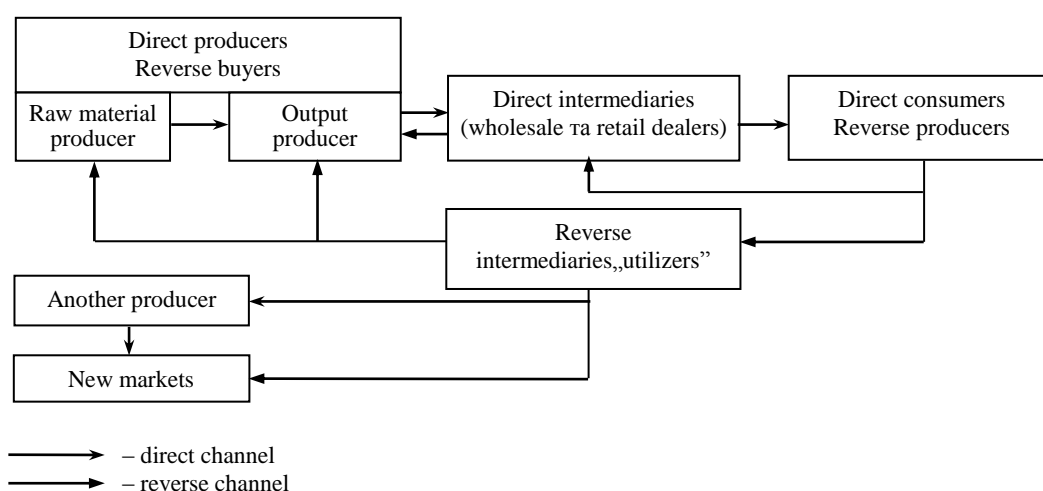 Direct producers
Reverse buyers
Raw material
producer
Output
producer
Direct intermediaries
(wholesale та retail dealers)
Direct consumers
Reverse producers
Reverse
intermediaries,„utilizers”
Another producer
New markets
– direct channel
– reverse channel